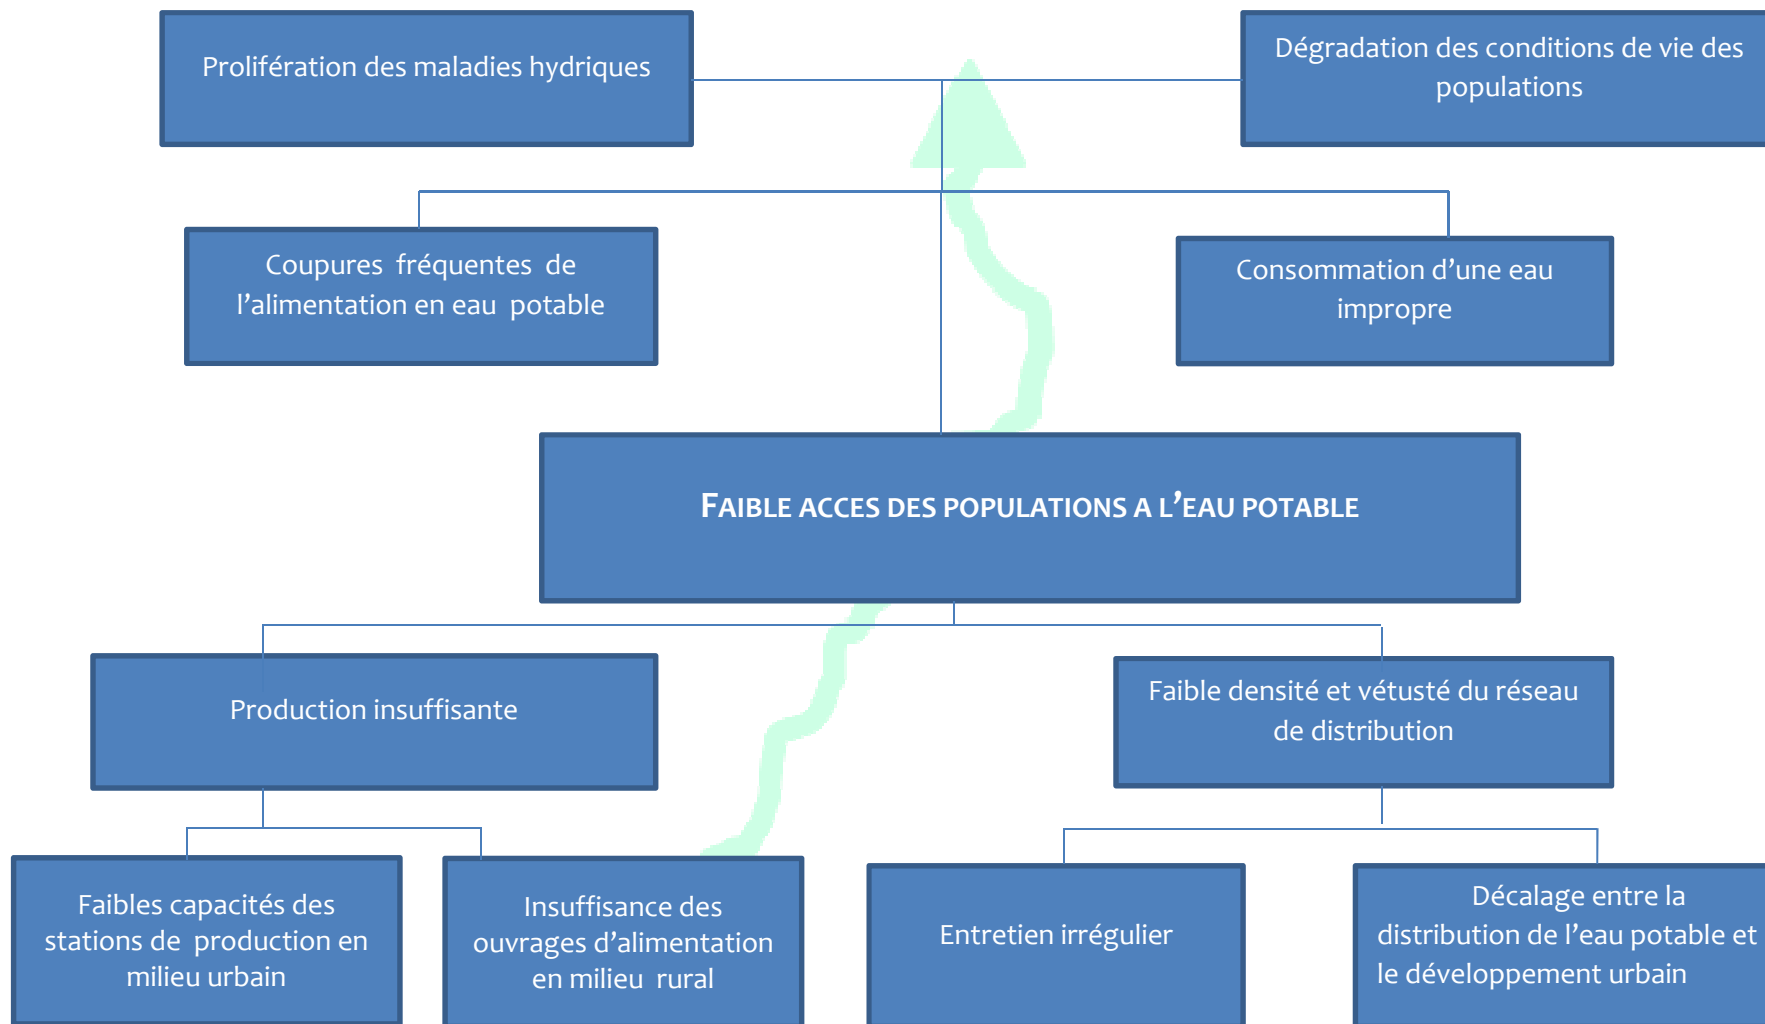 Prolifération des maladies hydriques
Dégradation des conditions de vie des
populations
Coupures fréquentes de
l’alimentation en eau potable
Consommation d’une eau
impropre
FAIBLE ACCES DES POPULATIONS A L’EAU POTABLE
Production insuffisante
Faible densité et vétusté du réseau
de distribution
Faibles capacités des
stations de production en
milieu urbain
Insuffisance des
ouvrages d’alimentation
en milieu rural
Entretien irrégulier
Décalage entre la
distribution de l’eau potable et
le développement urbain